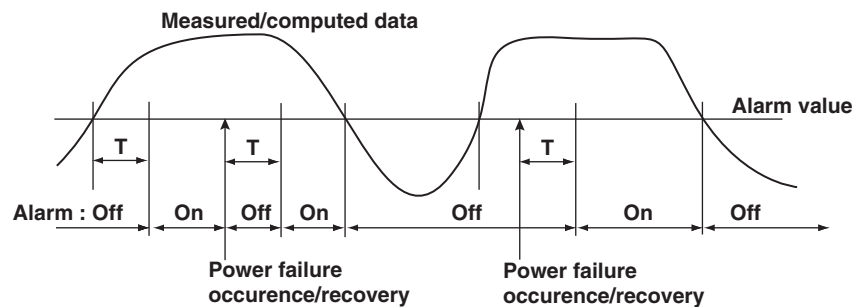 Measured/computed data
Alarm value
T T T
Alarm : Off On Off On Off On Off
Power failure
occurence/recovery
Power failure
occurence/recovery